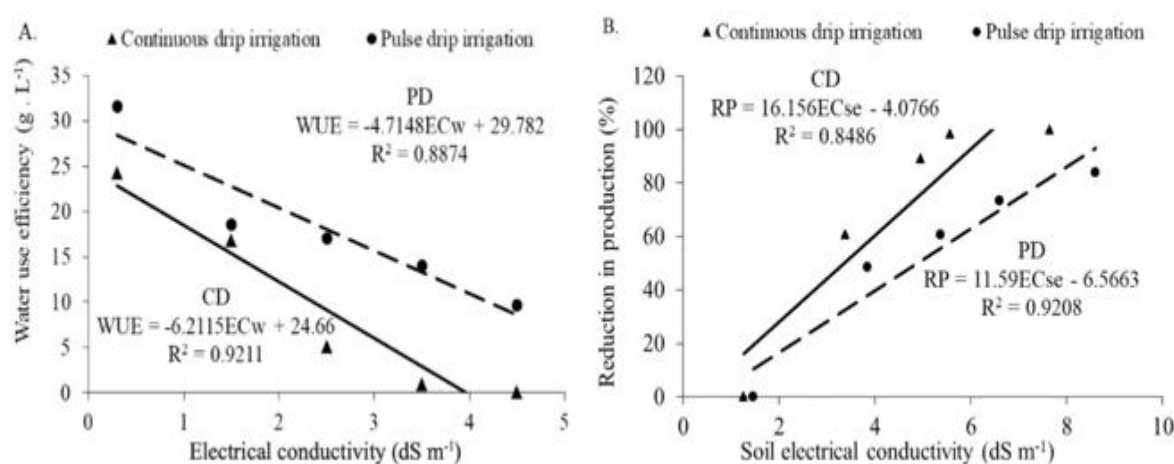 A.
▲ Continuous drip irrigation ● Pulse drip irrigation
Water use efficiency (g . L⁻¹)
35
30
25
20
15
10
5
0
PD
WUE = -4.7148ECw + 29.782
R² = 0.8874
CD
WUE = -6.2115ECw + 24.66
R² = 0.9211
0 1 2 3 4 5
Electrical conductivity (dS m⁻¹)
B.
▲ Continuous drip irrigation ● Pulse drip irrigation
Reduction in production (%)
120
100
80
60
40
20
0
CD
RP = 16.156ECse - 4.0766
R² = 0.8486
PD
RP = 11.59ECse - 6.5663
R² = 0.9208
0 2 4 6 8 10
Soil electrical conductivity (dS m⁻¹)